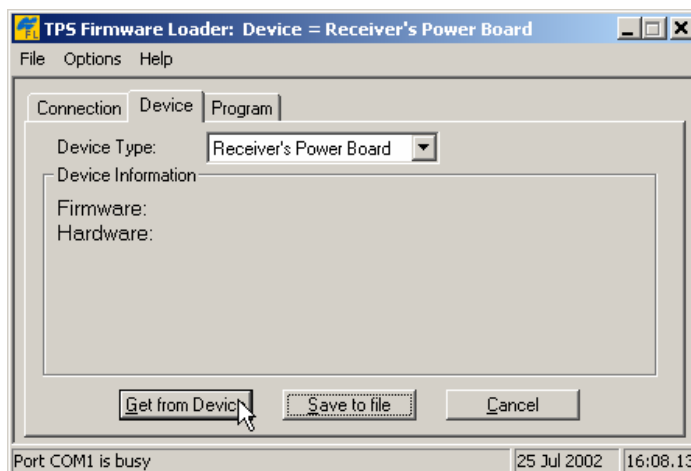 TPS Firmware Loader: Device = Receiver's Power Board
File Options Help
Connection Device Program
Device Type: Receiver's Power Board
Device Information
Firmware:
Hardware:
Get from Devic Save to file Cancel
Port COM1 is busy 25 Jul 2002 16:08.13